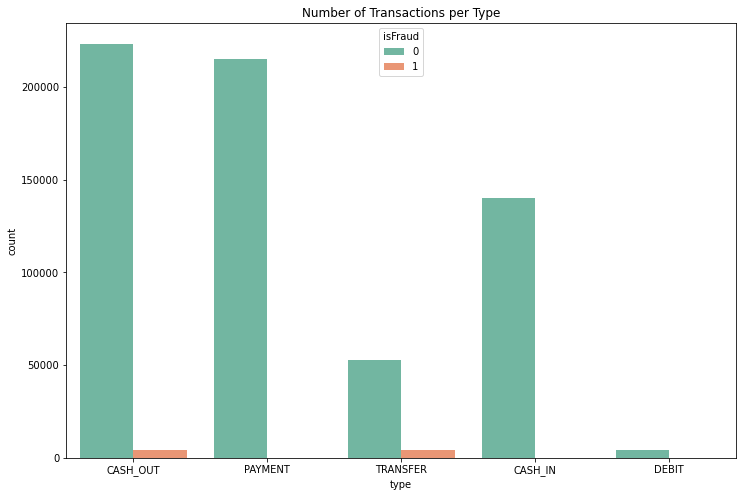 Number of Transactions per Type
isFraud
0
1
count
200000
150000
100000
50000
0
CASH_OUT PAYMENT TRANSFER CASH_IN DEBIT
type